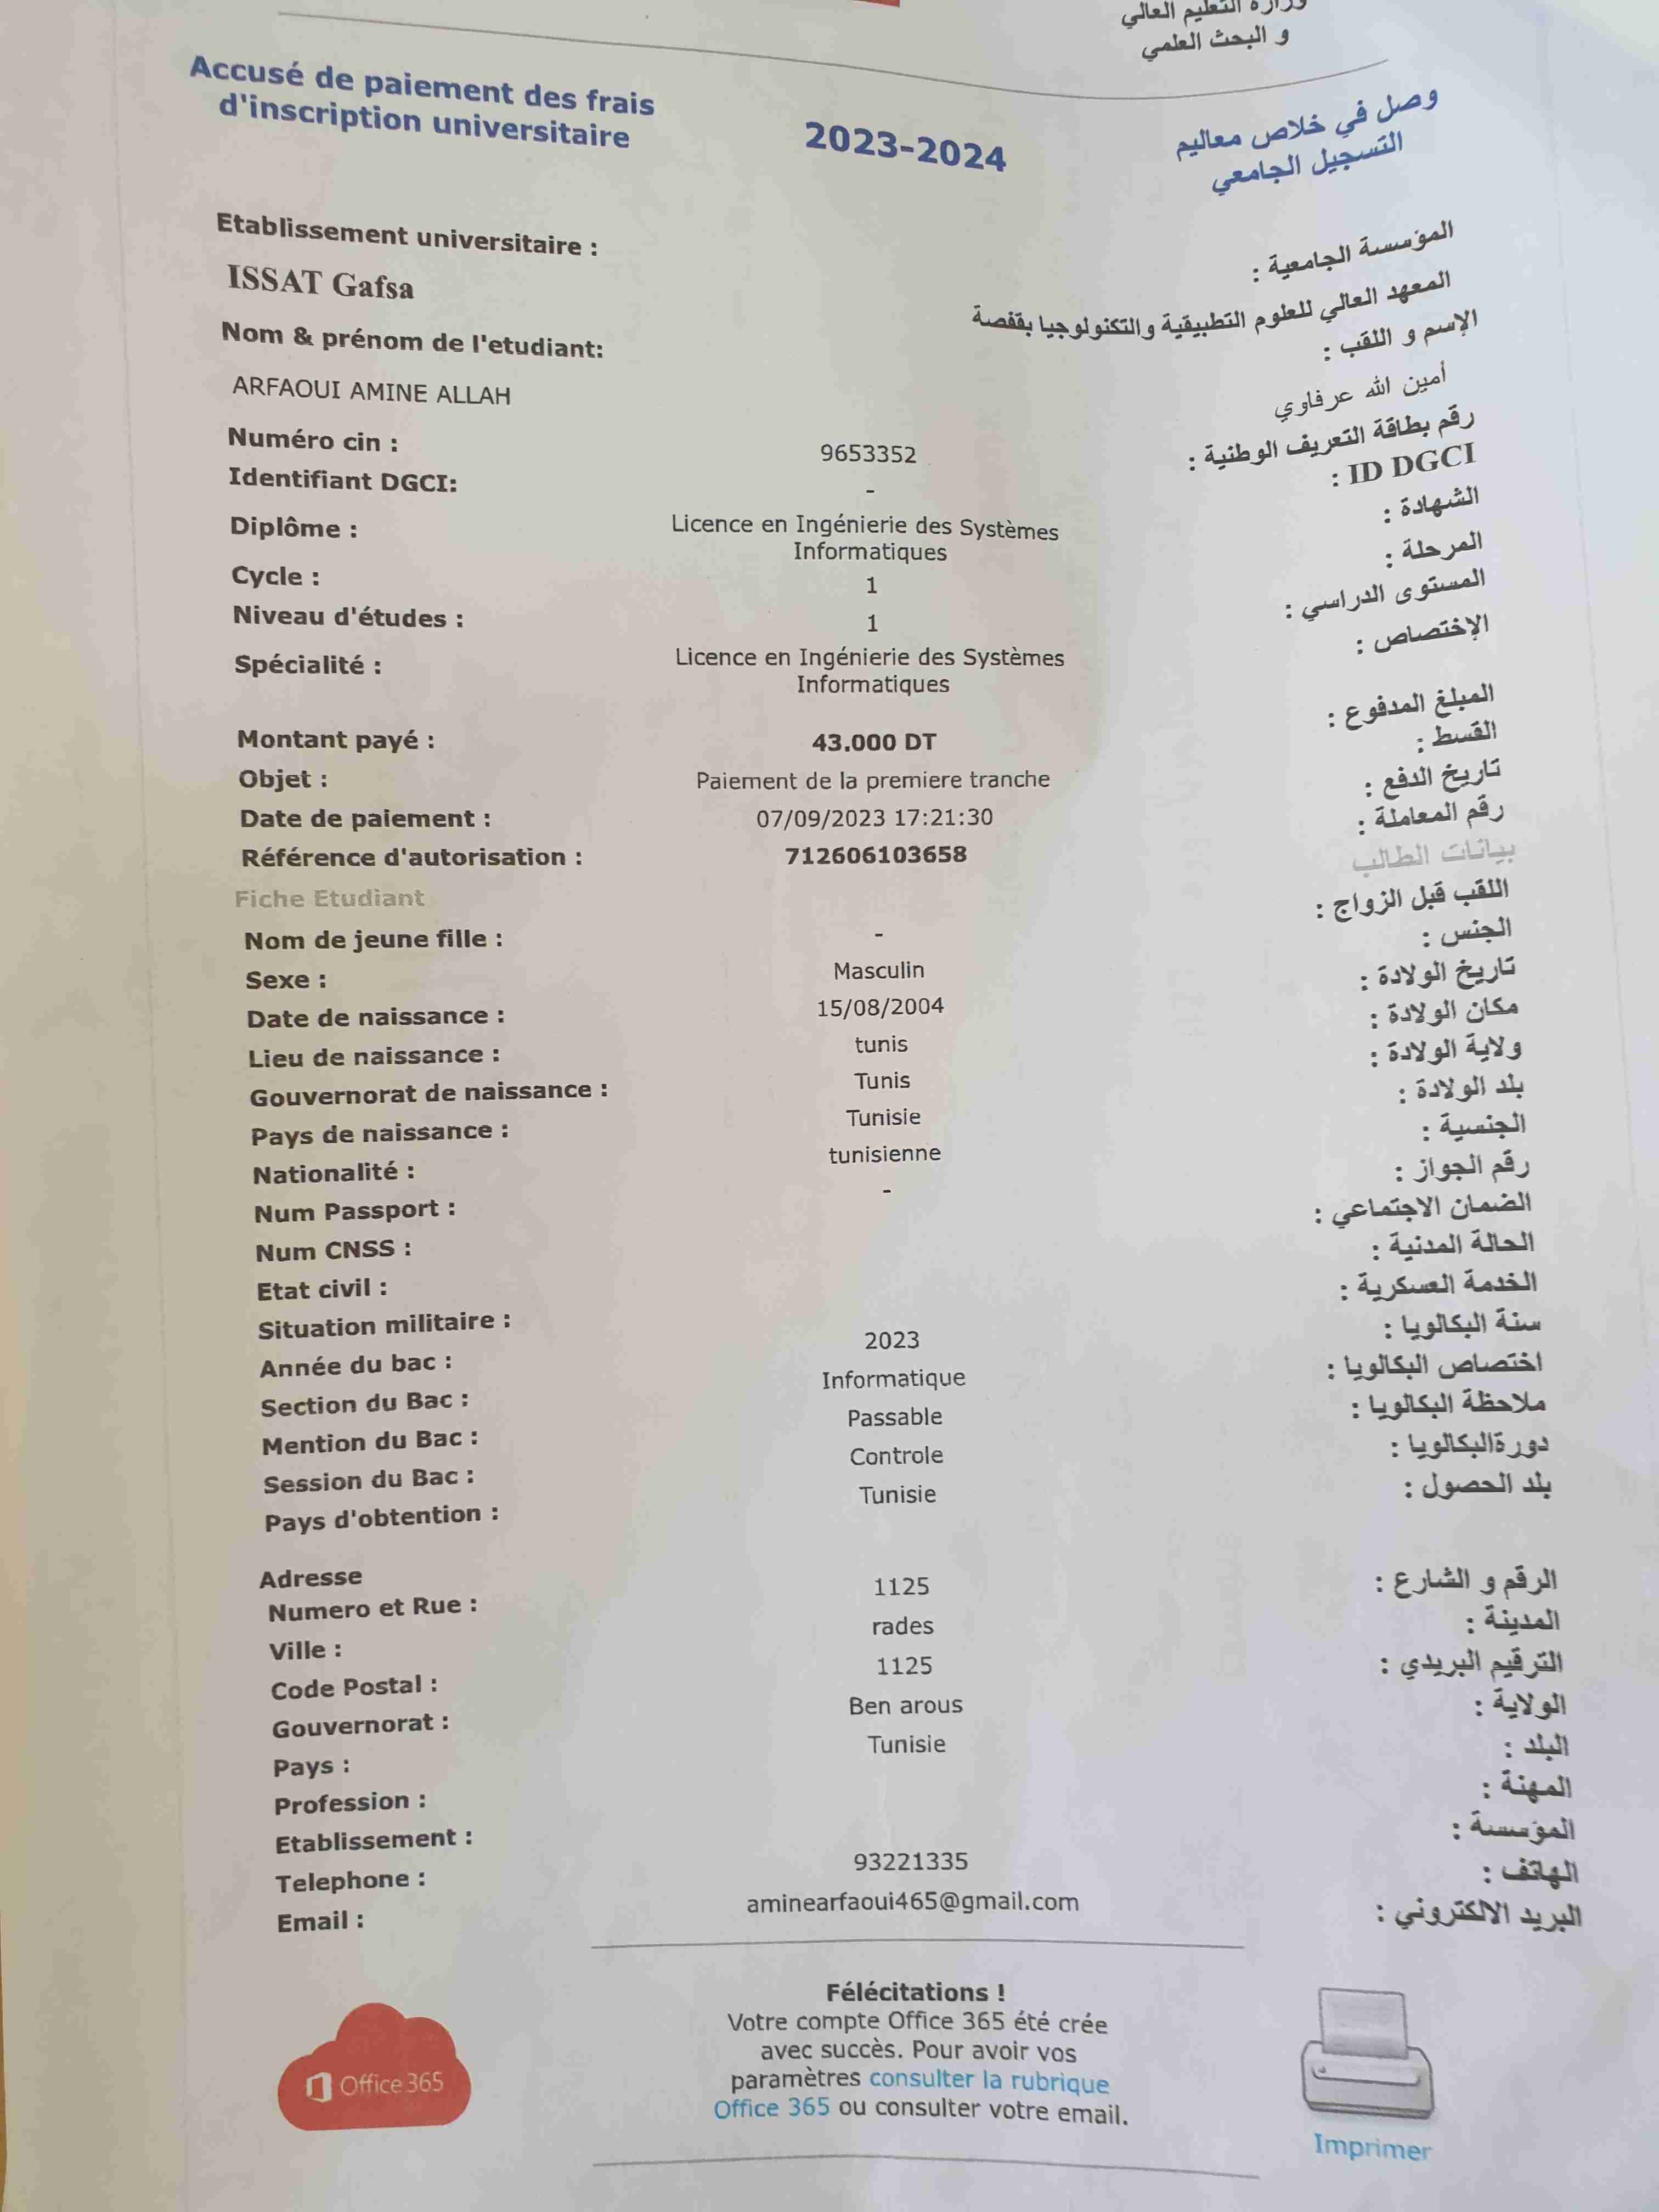 وزارة التعليم العالي
و البحث العلمي
Accusé de paiement des frais
d'inscription universitaire
2023-2024
وصل في خلاص معاليم
التسجيل الجامعي
Etablissement universitaire :
المؤسسة الجامعية :
ISSAT Gafsa
المعهد العالي للعلوم التطبيقية والتكنولوجيا بقفصة
Nom & prénom de l'etudiant:
الإسم و اللقب :
ARFAOUI AMINE ALLAH
أمين الله عرفاوي
Numéro cin : 9653352 رقم بطاقة التعريف الوطنية :
Identifiant DGCI: - ID DGCI :
Diplôme : Licence en Ingénierie des Systèmes الشهادة :
Informatiques
Cycle : 1 المرحلة :
Niveau d'études : 1 المستوى الدراسي :
Spécialité : Licence en Ingénierie des Systèmes الإختصاص :
Informatiques
Montant payé : 43.000 DT المبلغ المدفوع :
Objet : Paiement de la premiere tranche القسط :
Date de paiement : 07/09/2023 17:21:30 تاريخ الدفع :
Référence d'autorisation : 712606103658 رقم المعاملة :
Fiche Etudiant بيانات الطالب
Nom de jeune fille : - اللقب قبل الزواج :
Sexe : Masculin الجنس :
Date de naissance : 15/08/2004 تاريخ الولادة :
Lieu de naissance : tunis مكان الولادة :
Gouvernorat de naissance : Tunis ولاية الولادة :
Pays de naissance : Tunisie بلد الولادة :
Nationalité : tunisienne الجنسية :
Num Passport : - رقم الجواز :
Num CNSS : الضمان الاجتماعي :
Etat civil : الحالة المدنية :
Situation militaire : الخدمة العسكرية :
Année du bac : 2023 سنة البكالويا :
Section du Bac : Informatique اختصاص البكالويا :
Mention du Bac : Passable ملاحظة البكالويا :
Session du Bac : Controle دورةالبكالويا :
Pays d'obtention : Tunisie بلد الحصول :
Adresse
Numero et Rue : 1125 الرقم و الشارع :
Ville : rades المدينة :
Code Postal : 1125 الترقيم البريدي :
Gouvernorat : Ben arous الولاية :
Pays : Tunisie البلد :
Profession : المهنة :
Etablissement : المؤسسة :
Telephone : 93221335 الهاتف :
Email : aminearfaoui465@gmail.com البريد الالكتروني :
Félécitations !
Votre compte Office 365 été crée
avec succès. Pour avoir vos
paramètres consulter la rubrique
Office 365 ou consulter votre email.
Office 365
Imprimer